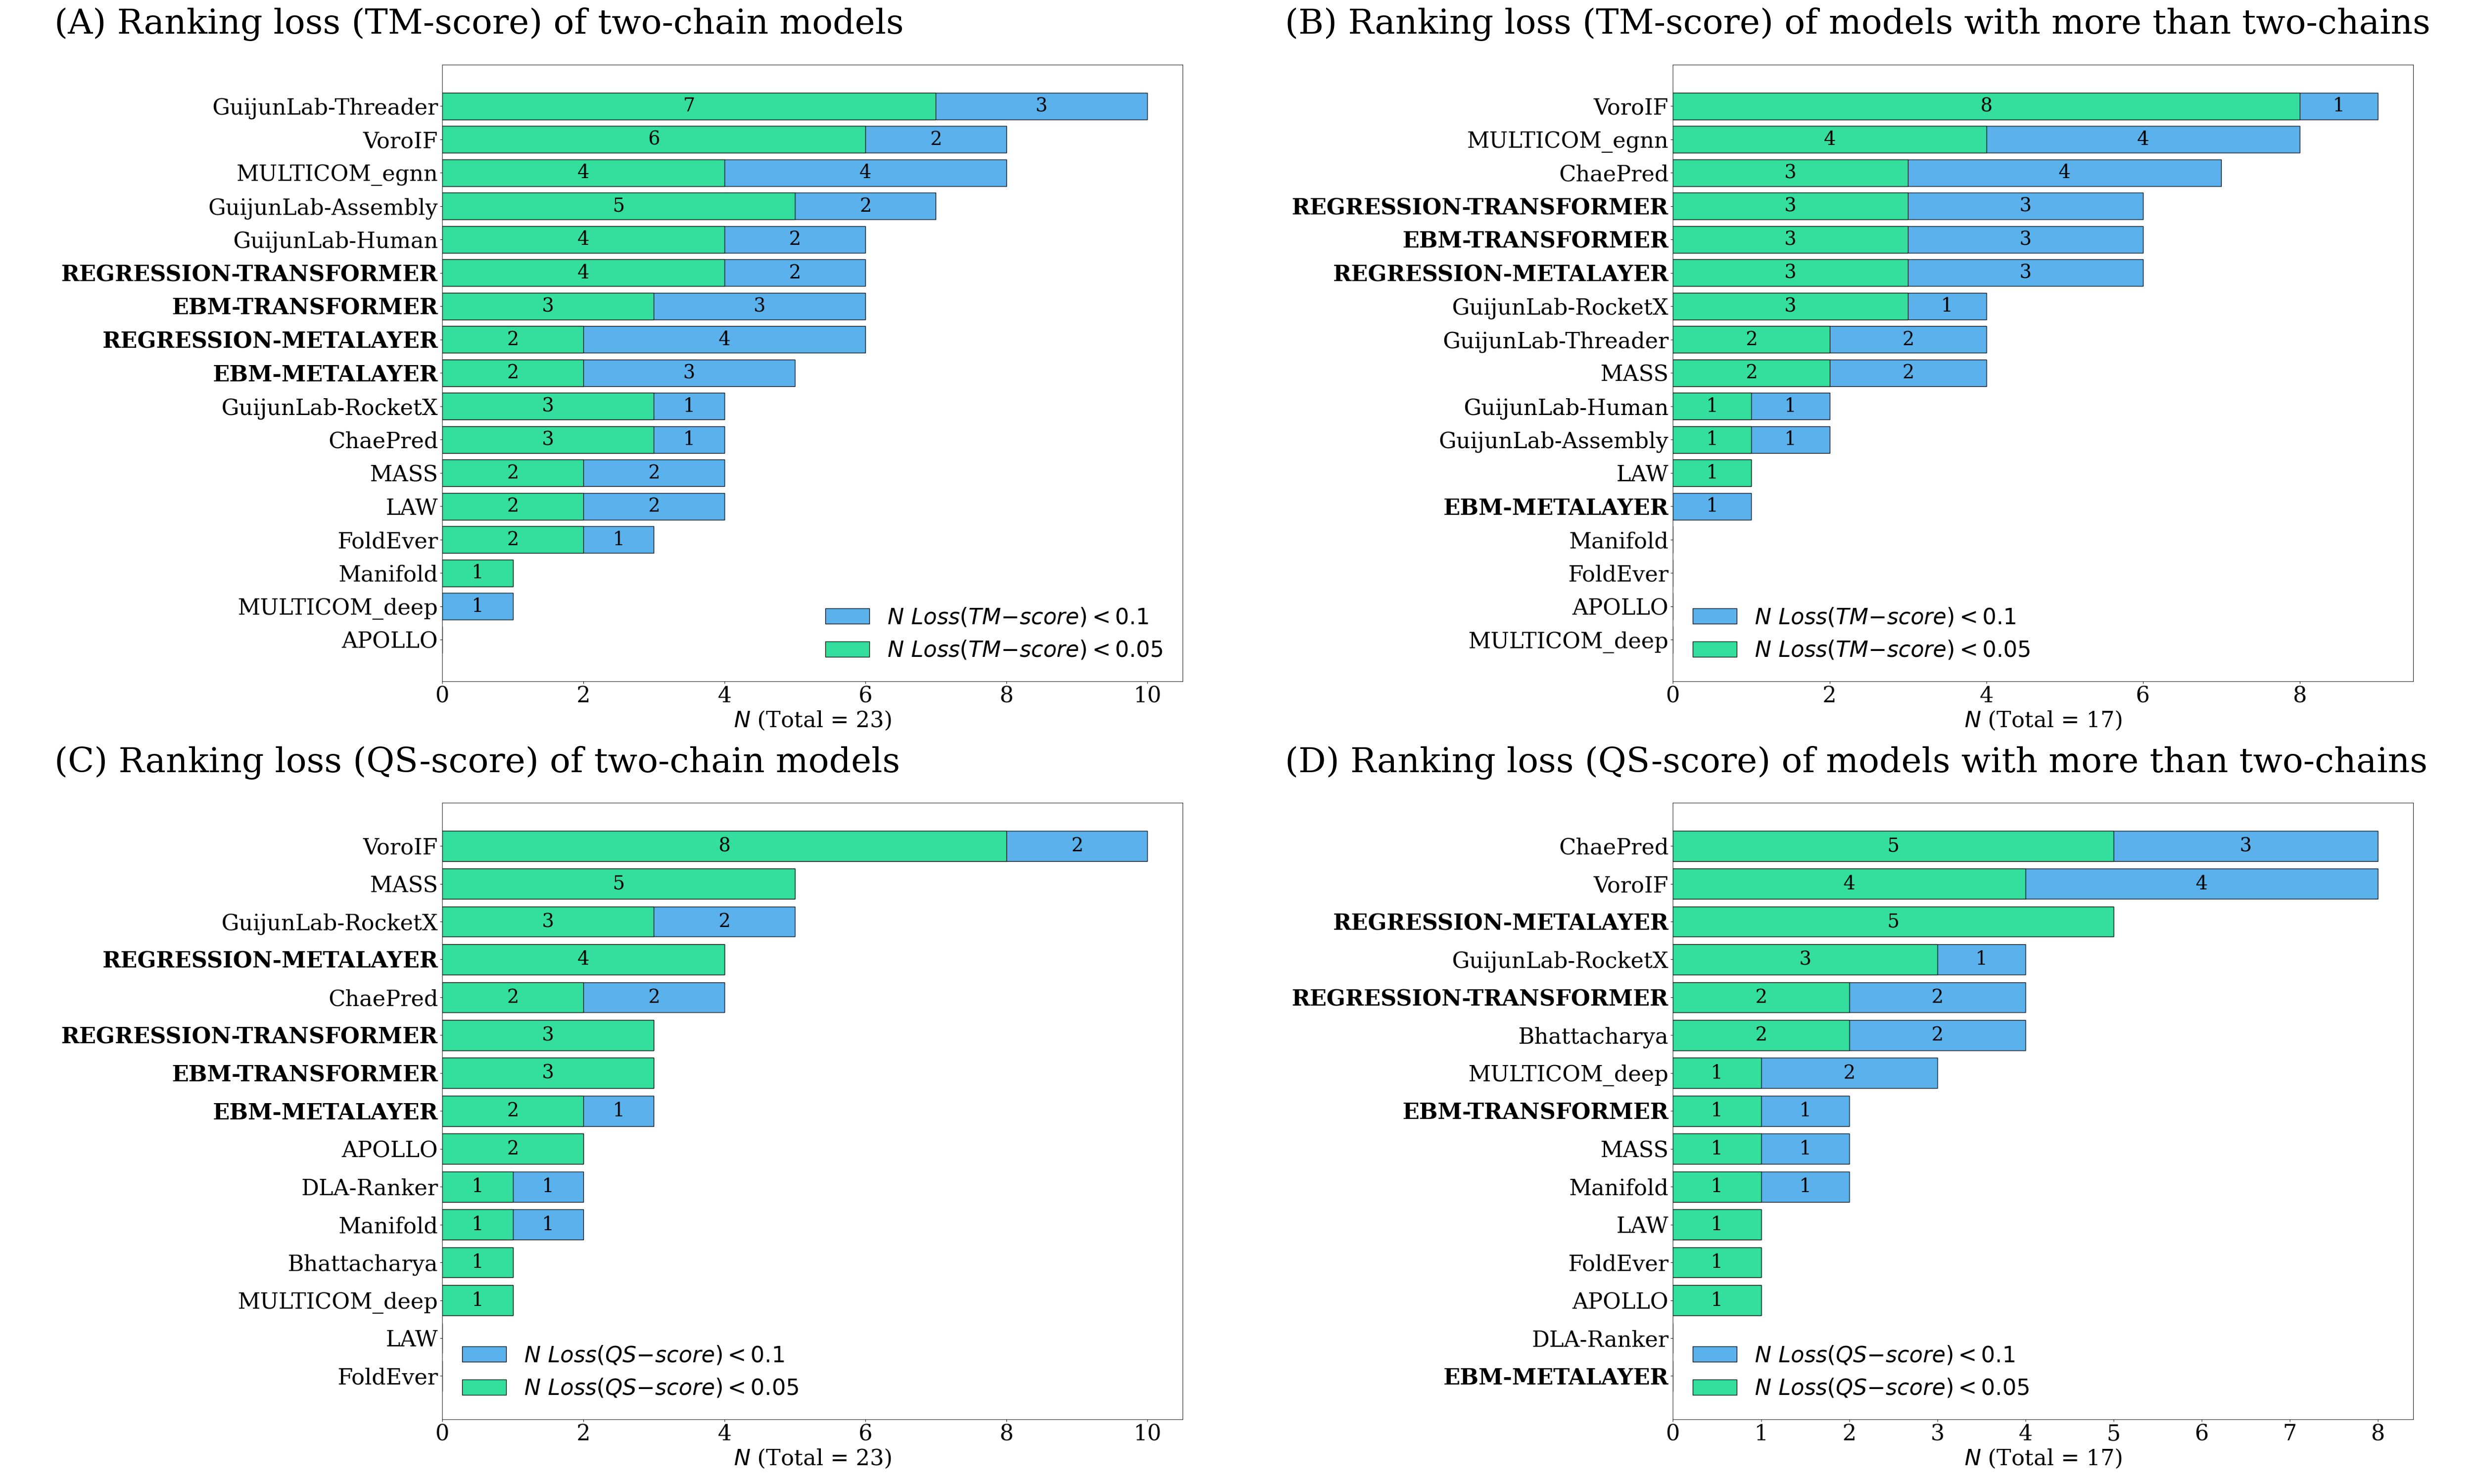 (A) Ranking loss (TM-score) of two-chain models
GuijunLab-Threader 7 3
VoroIF 6 2
MULTICOM_egnn 4 4
GuijunLab-Assembly 5 2
GuijunLab-Human 4 2
REGRESSION-TRANSFORMER 4 2
EBM-TRANSFORMER 3 3
REGRESSION-METALAYER 2 4
EBM-METALAYER 2 3
GuijunLab-RocketX 3 1
ChaePred 3 1
MASS 2 2
LAW 2 2
FoldEver 2 1
Manifold 1
MULTICOM_deep 1
APOLLO
N Loss(TM−score) < 0.1
N Loss(TM−score) < 0.05
0 2 4 6 8 10
N (Total = 23)
(B) Ranking loss (TM-score) of models with more than two-chains
VoroIF 8 1
MULTICOM_egnn 4 4
ChaePred 3 4
REGRESSION-TRANSFORMER 3 3
EBM-TRANSFORMER 3 3
REGRESSION-METALAYER 3 3
GuijunLab-RocketX 3 1
GuijunLab-Threader 2 2
MASS 2 2
GuijunLab-Human 1 1
GuijunLab-Assembly 1 1
LAW 1
EBM-METALAYER 1
Manifold
FoldEver
APOLLO
MULTICOM_deep
N Loss(TM−score) < 0.1
N Loss(TM−score) < 0.05
0 2 4 6 8
N (Total = 17)
(C) Ranking loss (QS-score) of two-chain models
VoroIF 8 2
MASS 5
GuijunLab-RocketX 3 2
REGRESSION-METALAYER 4
ChaePred 2 2
REGRESSION-TRANSFORMER 3
EBM-TRANSFORMER 3
EBM-METALAYER 2 1
APOLLO 2
DLA-Ranker 1 1
Manifold 1 1
Bhattacharya 1
MULTICOM_deep 1
LAW
FoldEver
N Loss(QS−score) < 0.1
N Loss(QS−score) < 0.05
0 2 4 6 8 10
N (Total = 23)
(D) Ranking loss (QS-score) of models with more than two-chains
ChaePred 5 3
VoroIF 4 4
REGRESSION-METALAYER 5
GuijunLab-RocketX 3 1
REGRESSION-TRANSFORMER 2 2
Bhattacharya 2 2
MULTICOM_deep 1 2
EBM-TRANSFORMER 1 1
MASS 1 1
Manifold 1 1
LAW 1
FoldEver 1
APOLLO 1
DLA-Ranker
EBM-METALAYER
N Loss(QS−score) < 0.1
N Loss(QS−score) < 0.05
0 1 2 3 4 5 6 7 8
N (Total = 17)